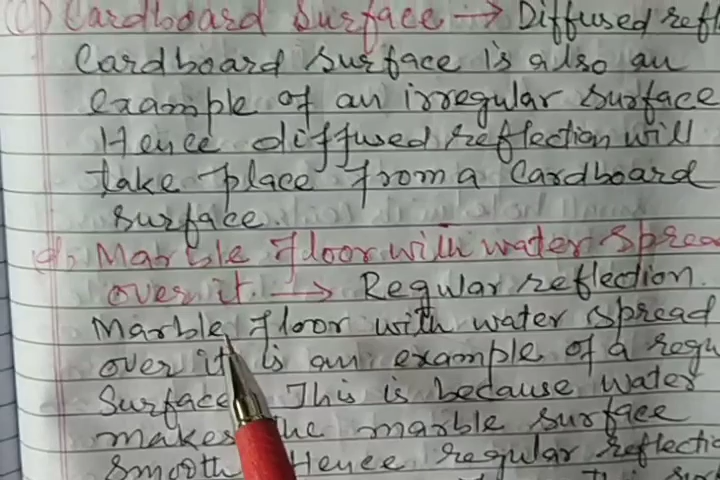 (c) Cardboard Surface → Diffused refl
Cardboard surface is also an
example of an irregular surface
Hence diffused reflection will
take place from a Cardboard
surface.
d, Marble floor with water sprea
over it. → Regular reflection.
Marble floor with water spread
over it is an example of a regu
Surface. This is because water
makes the marble surface
smooth. Hence regular reflectio